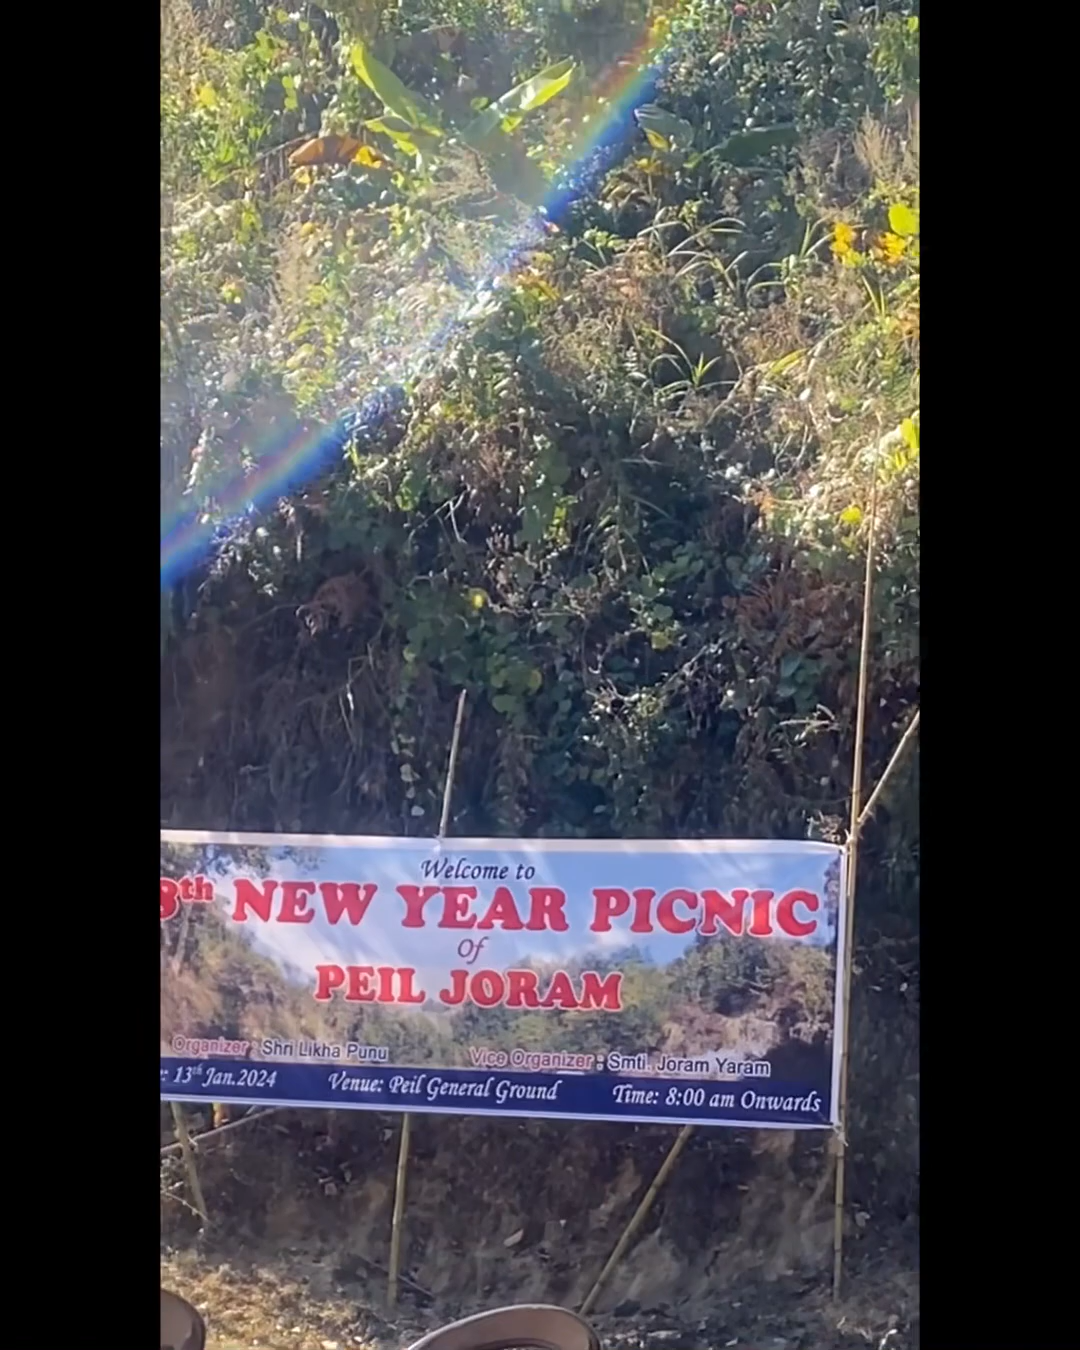 Welcome to
8th NEW YEAR PICNIC
Of
PEIL JORAM
Organizer : Shri Likha Punu Vice Organizer : Smti. Joram Yaram
: 13th Jan.2024 Venue: Peil General Ground Time: 8:00 am Onwards